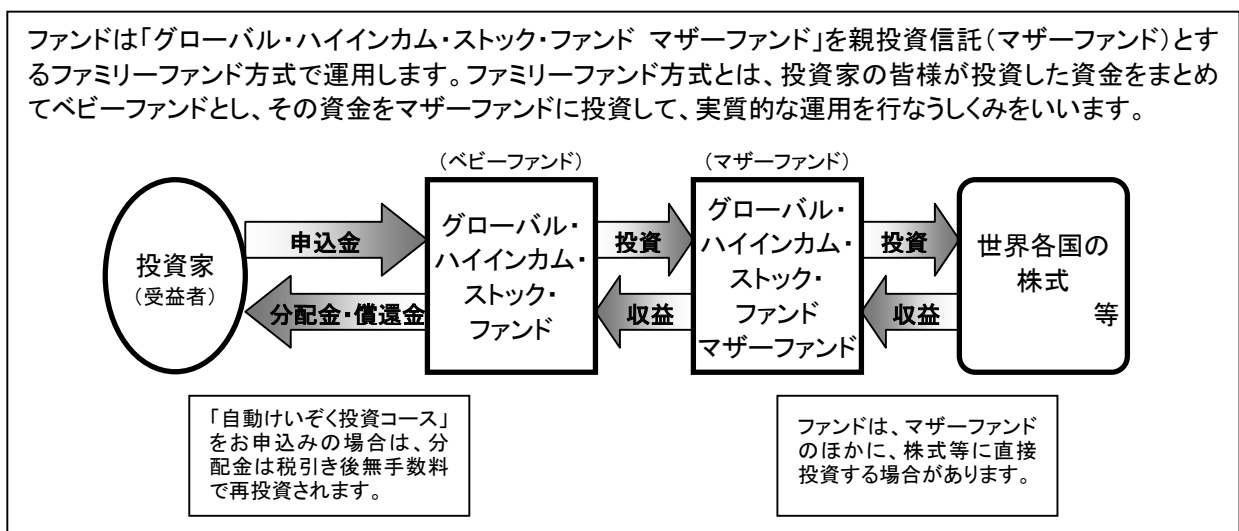 ファンドは「グローバル・ハイインカム・ストック・ファンド マザーファンド」を親投資信託(マザーファンド)とす
るファミリーファンド方式で運用します。ファミリーファンド方式とは、投資家の皆様が投資した資金をまとめ
てベビーファンドとし、その資金をマザーファンドに投資して、実質的な運用を行なうしくみをいいます。
(ベビーファンド)
(マザーファンド)
投資家
(受益者)
申込金
分配金・償還金
グローバル・
ハイインカム・
ストック・
ファンド
投資
収益
グローバル・
ハイインカム・
ストック・
ファンド
マザーファンド
投資
収益
世界各国の
株式
等
「自動けいぞく投資コース」
をお申込みの場合は、分
配金は税引き後無手数料
で再投資されます。
ファンドは、マザーファンド
のほかに、株式等に直接
投資する場合があります。